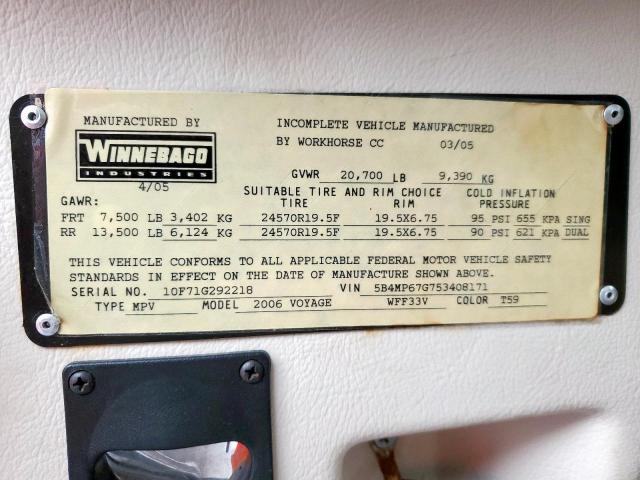 MANUFACTURED BY
WINNEBAGO
INDUSTRIES
4/05
INCOMPLETE VEHICLE MANUFACTURED
BY WORKHORSE CC 03/05
GVWR 20,700 LB 9,390 KG
SUITABLE TIRE AND RIM CHOICE COLD INFLATION
GAWR: TIRE RIM PRESSURE
FRT 7,500 LB 3,402 KG 24570R19.5F 19.5X6.75 95 PSI 655 KPA SING
RR 13,500 LB 6,124 KG 24570R19.5F 19.5X6.75 90 PSI 621 KPA DUAL
THIS VEHICLE CONFORMS TO ALL APPLICABLE FEDERAL MOTOR VEHICLE SAFETY
STANDARDS IN EFFECT ON THE DATE OF MANUFACTURE SHOWN ABOVE.
SERIAL NO. 10F71G292218 VIN 5B4MP67G753408171
TYPE MPV MODEL 2006 VOYAGE WFF33V COLOR T59